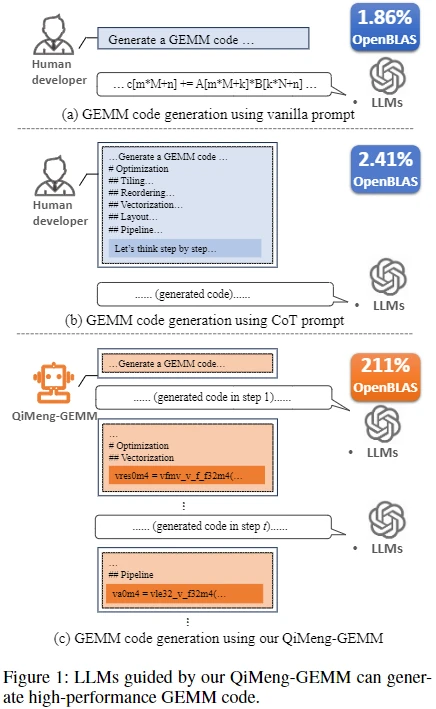 1.86%
OpenBLAS
Generate a GEMM code …
Human
developer
… c[m*M+n] += A[m*M+k]*B[k*N+n] …
• LLMs
(a) GEMM code generation using vanilla prompt
2.41%
OpenBLAS
…Generate a GEMM code …
# Optimization
## Tiling…
## Reordering…
## Vectorization…
## Layout…
## Pipeline…
Let's think step by step…
Human
developer
...... (generated code)......
• LLMs
(b) GEMM code generation using CoT prompt
211%
OpenBLAS
…Generate a GEMM code…
QiMeng-GEMM
...... (generated code in step 1)......
• LLMs
…
# Optimization
## Vectorization
vres0m4 = vfmv_v_f_f32m4(…
⋮
...... (generated code in step t)......
• LLMs
…
## Pipeline
va0m4 = vle32_v_f32m4(…
⋮
(c) GEMM code generation using our QiMeng-GEMM
Figure 1: LLMs guided by our QiMeng-GEMM can gener-
ate high-performance GEMM code.